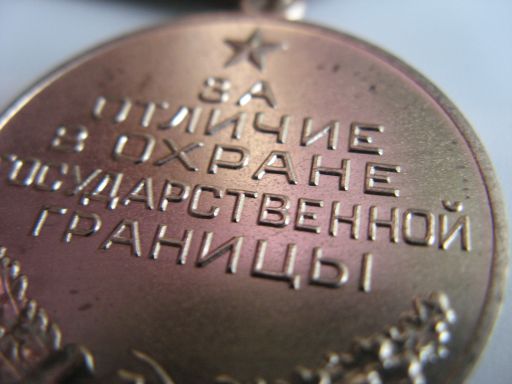 ЗА
ОТЛИЧИЕ
В ОХРАНЕ
ГОСУДАРСТВЕННОЙ
ГРАНИЦЫ